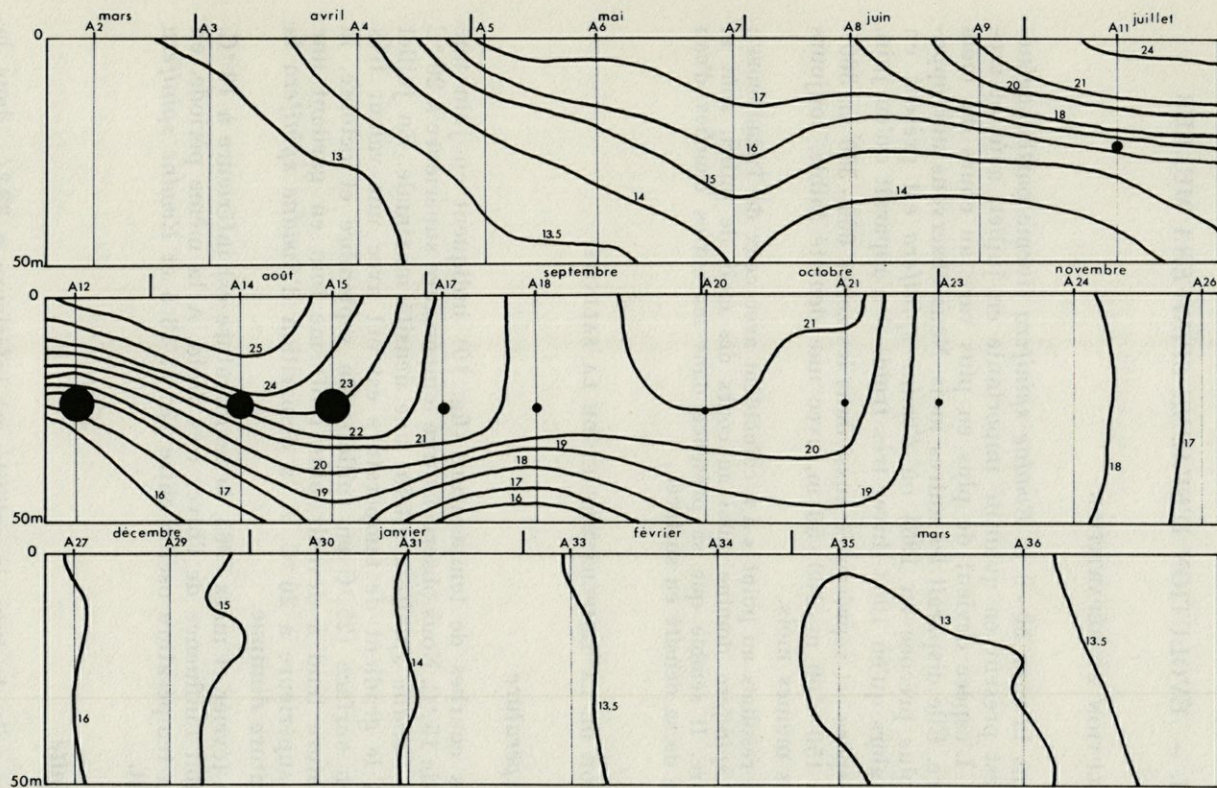 mars avril mai juin juillet
A2 A3 A4 A5 A6 A7 A8 A9 A11
0
24
21
20
17
18
16
13
15
14 14
13.5
50m
août septembre octobre novembre
A12 A14 A15 A17 A18 A20 A21 A23 A24 A26
0
21
25
24 23
22 21
20 19 20
18 17
19 18 19
17 17
16 16
50m
décembre janvier février mars
A27 A29 A30 A31 A33 A34 A35 A36
0
15
13
13.5
14
16 13.5
50m